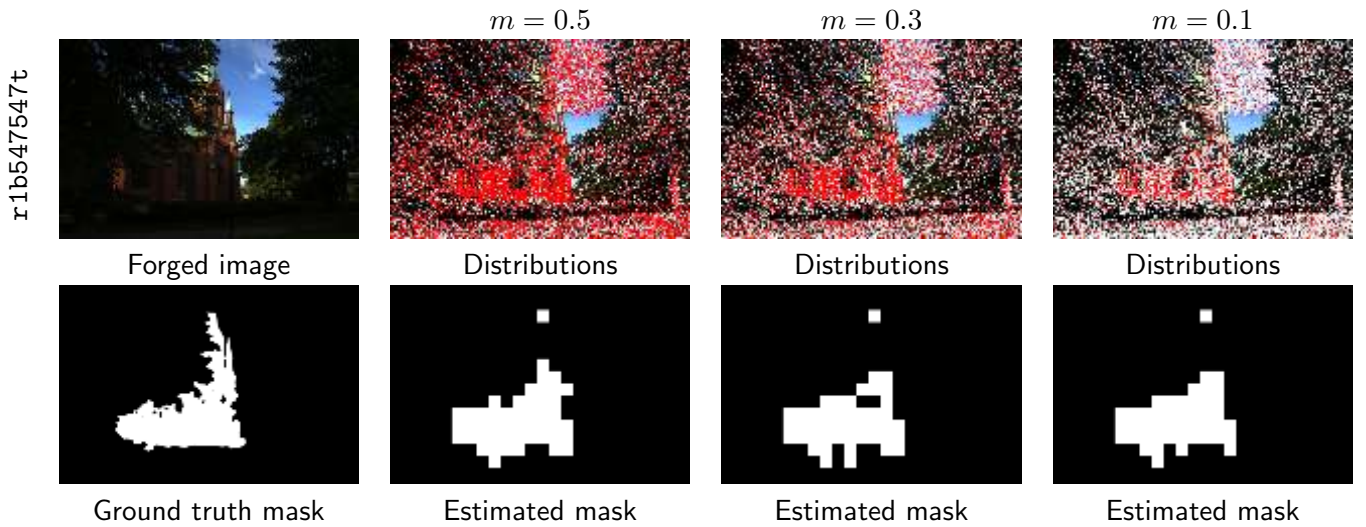 m = 0.5 m = 0.3 m = 0.1
r1b547547t
Forged image Distributions Distributions Distributions
Ground truth mask Estimated mask Estimated mask Estimated mask